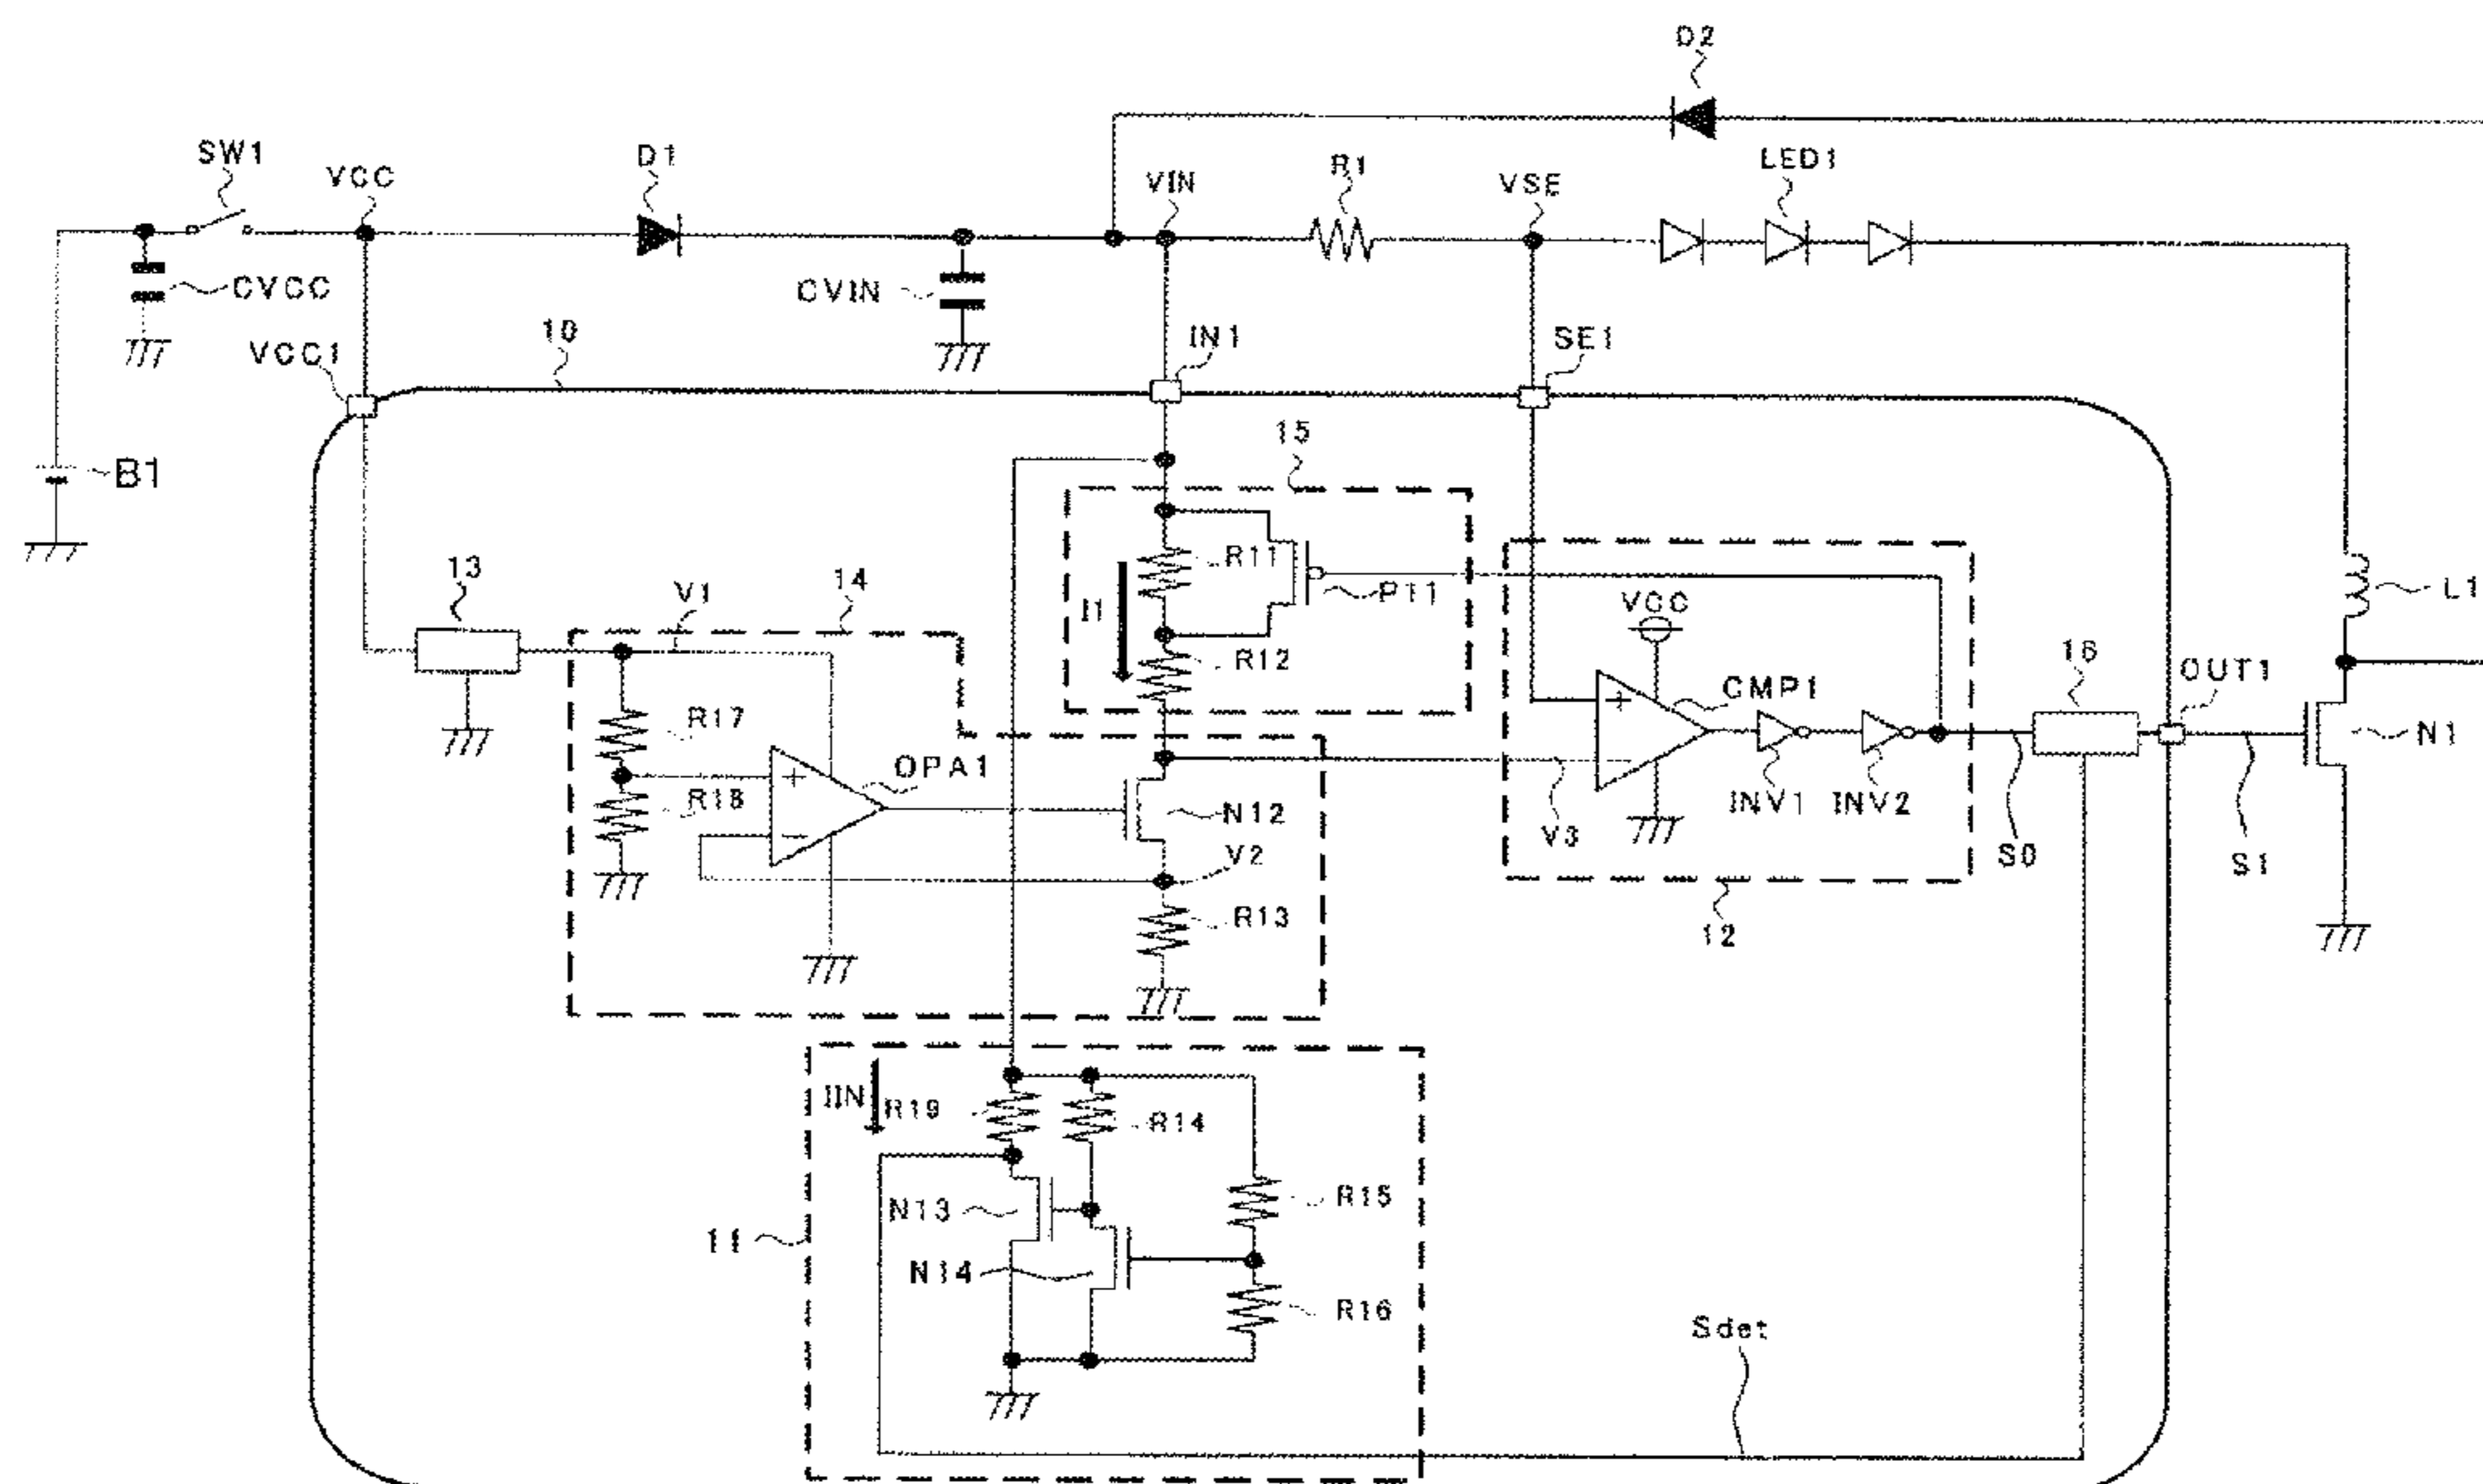 D2
SW1
VCC
D1
VIN
R1
VSE
LED1
CVCC
CVIN
VCC1
10
IN1
SE1
15
B1
R11
P11
I1
13
V1
14
R12
VCC
L1
16
OUT1
CMP1
R17
OPA1
R18
N12
INV1
INV2
N1
V2
V3
S0
S1
R13
12
IIN
R19
R14
N13
R15
11
N14
R16
Sdet